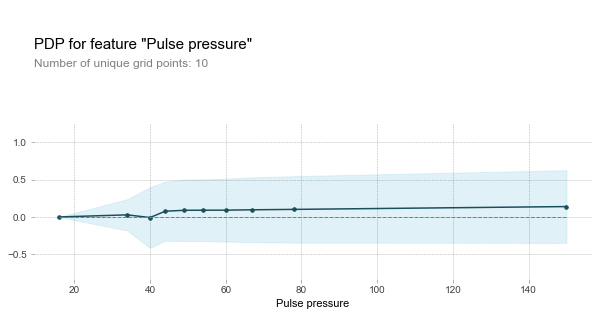 PDP for feature "Pulse pressure"
Number of unique grid points: 10
1.0
0.5
0.0
−0.5
20 40 60 80 100 120 140
Pulse pressure